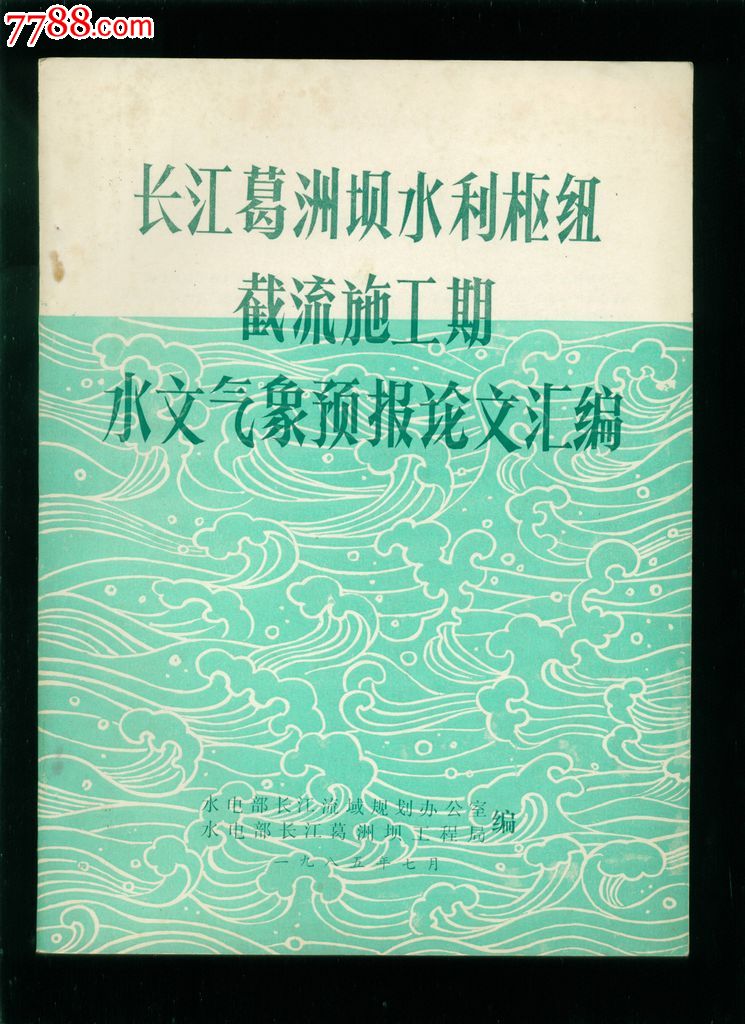 7788.com
长江葛洲坝水利枢纽
截流施工期
水文气象预报论文汇编
水电部长江流域规划办公室
水电部长江葛洲坝工程局
编
一九八五年七月